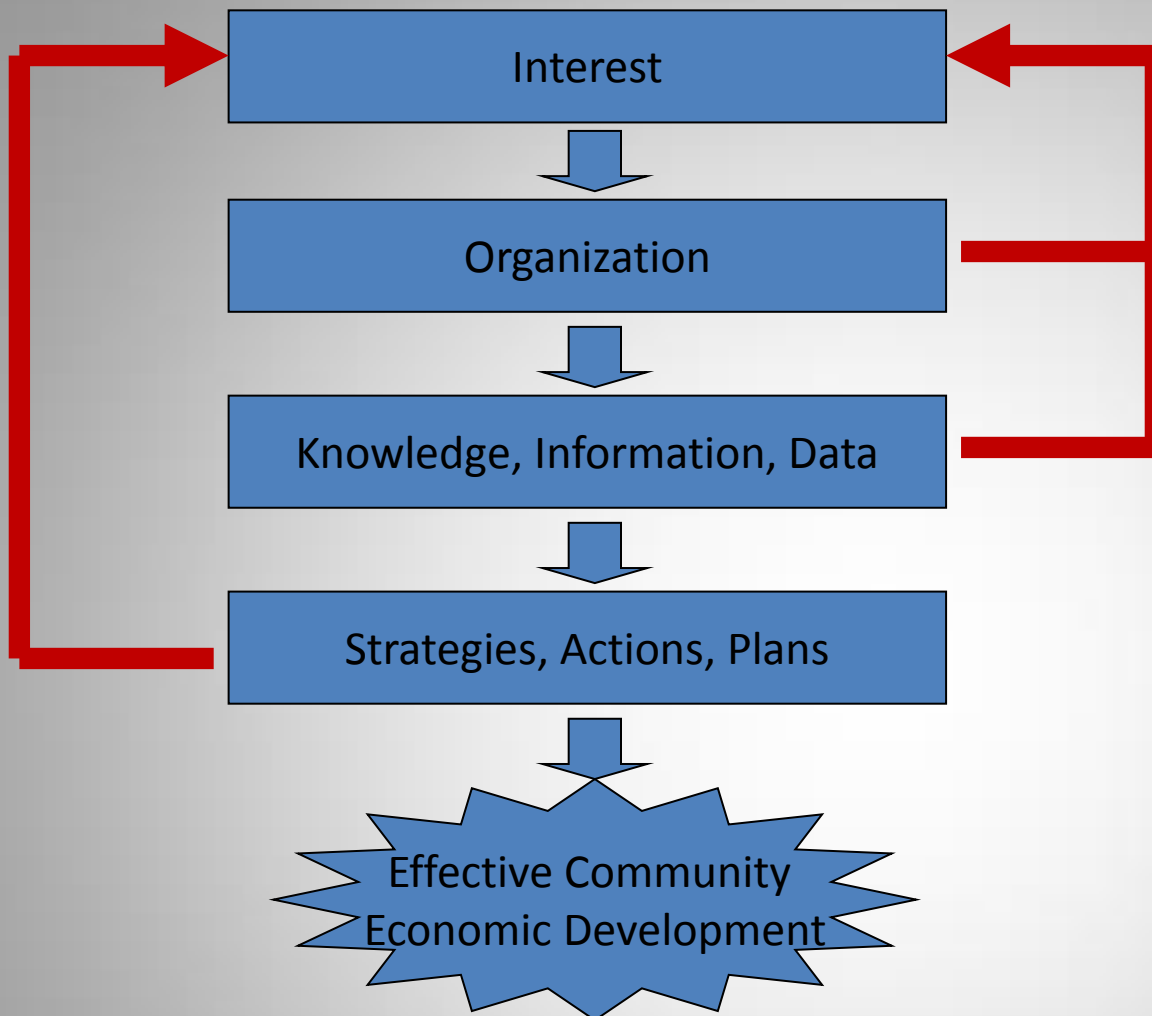 Interest
Organization
Knowledge, Information, Data
Strategies, Actions, Plans
Effective Community
Economic Development